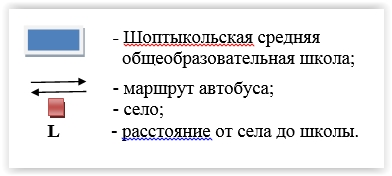 - Шоптыкольская средняя
общеобразовательная школа;
- маршрут автобуса;
- село;
L - расстояние от села до школы.